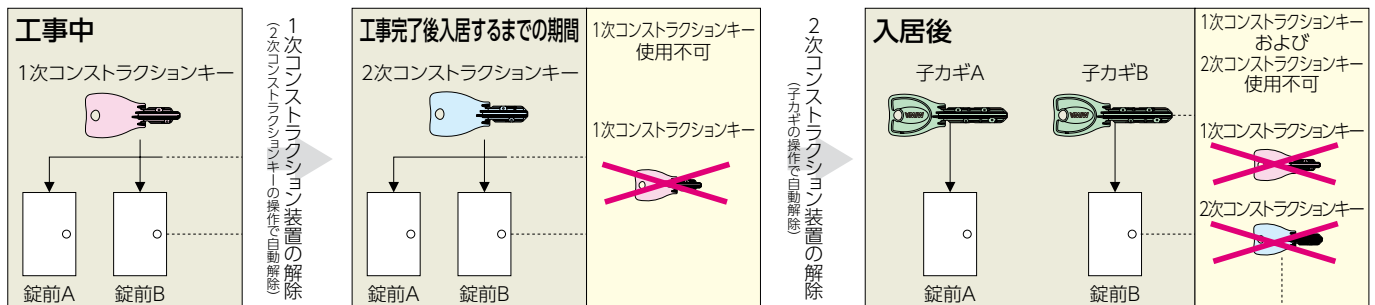 工事中
1次コンストラクションキー
錠前A
錠前B
1次コンストラクション装置の解除
（2次コンストラクションキーの操作で自動解除）
工事完了後入居するまでの期間
2次コンストラクションキー
錠前A
錠前B
1次コンストラクションキー
使用不可
1次コンストラクションキー
2次コンストラクション装置の解除
（子カギの操作で自動解除）
入居後
子カギA
子カギB
錠前A
錠前B
1次コンストラクションキー
および
2次コンストラクションキー
使用不可
1次コンストラクションキー
2次コンストラクションキー